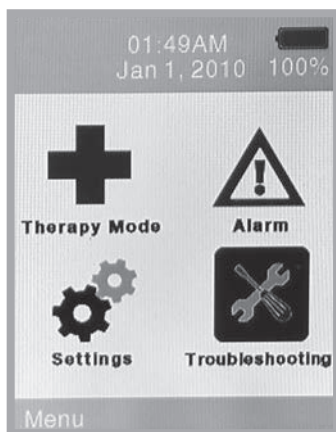 01:49AM
Jan 1, 2010 100%
Therapy Mode Alarm
Settings Troubleshooting
Menu